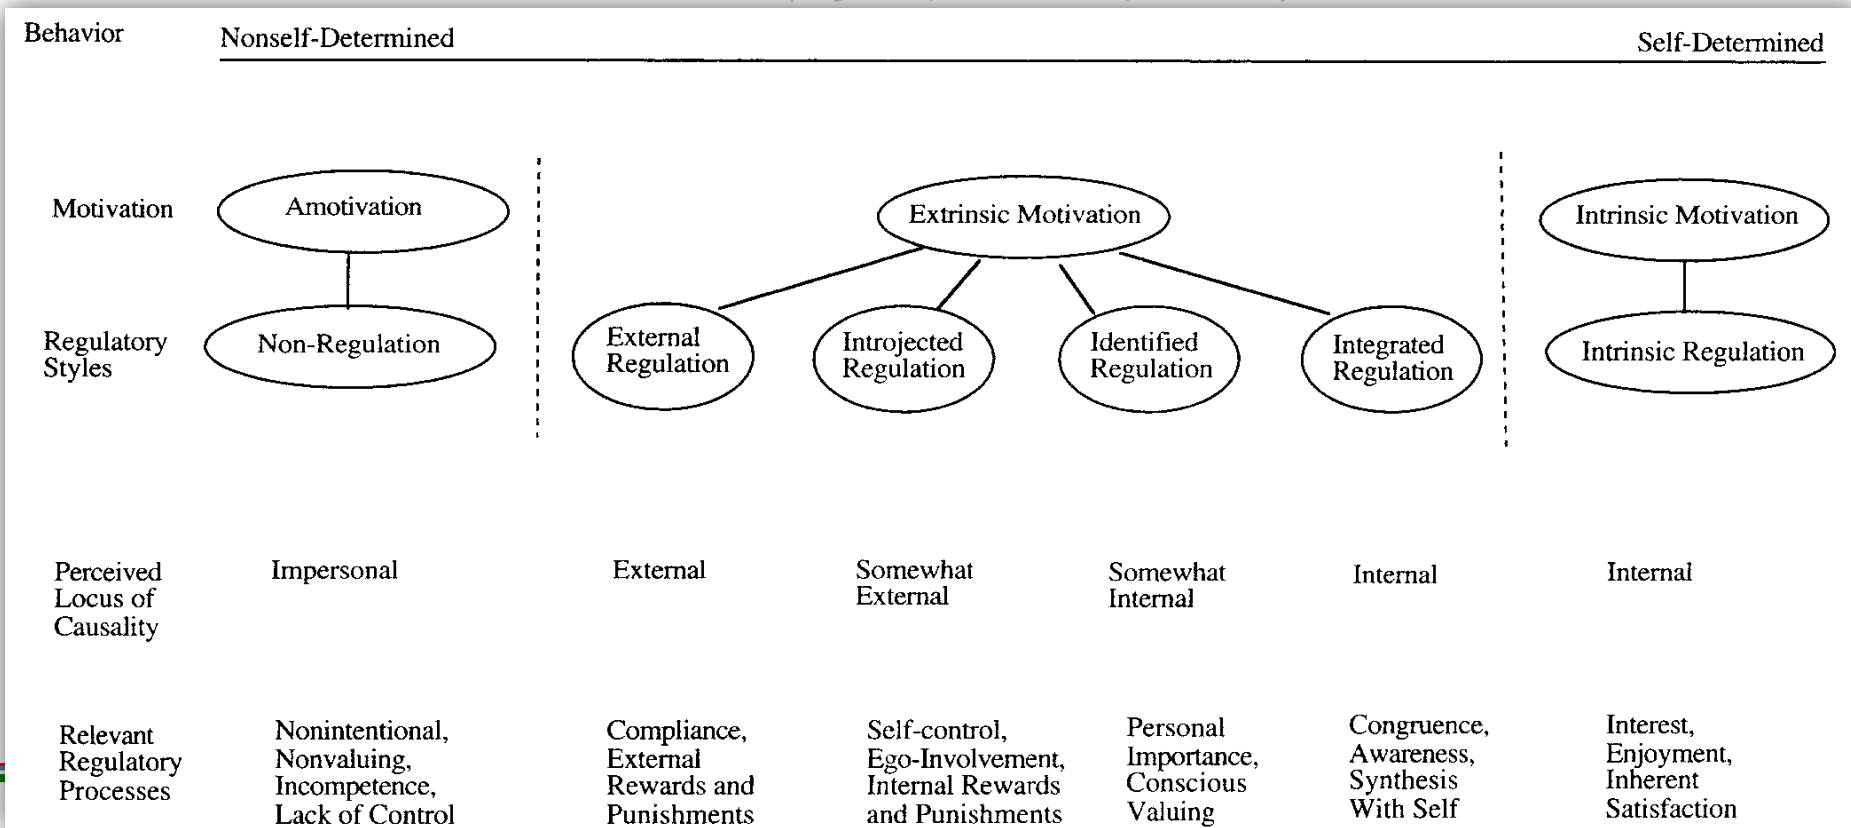 Behavior
Nonself-Determined
Self-Determined
Motivation
Amotivation
Extrinsic Motivation
Intrinsic Motivation
Regulatory
Styles
Non-Regulation
External
Regulation
Introjected
Regulation
Identified
Regulation
Integrated
Regulation
Intrinsic Regulation
Perceived
Locus of
Causality
Impersonal
External
Somewhat
External
Somewhat
Internal
Internal
Internal
Relevant
Regulatory
Processes
Nonintentional,
Nonvaluing,
Incompetence,
Lack of Control
Compliance,
External
Rewards and
Punishments
Self-control,
Ego-Involvement,
Internal Rewards
and Punishments
Personal
Importance,
Conscious
Valuing
Congruence,
Awareness,
Synthesis
With Self
Interest,
Enjoyment,
Inherent
Satisfaction